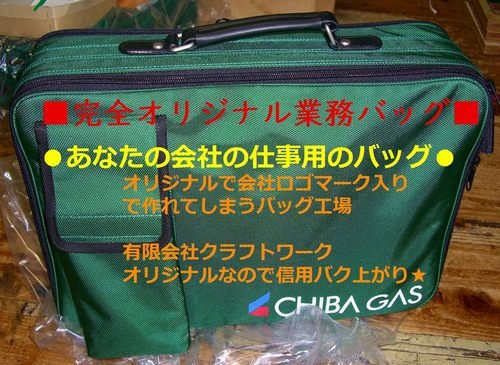 ■完全オリジナル業務バッグ■
●あなたの会社の仕事用のバッグ●
オリジナルで会社ロゴマーク入り
で作れてしまうバッグ工場
有限会社クラフトワーク
オリジナルなので信用バク上がり★
CHIBA GAS